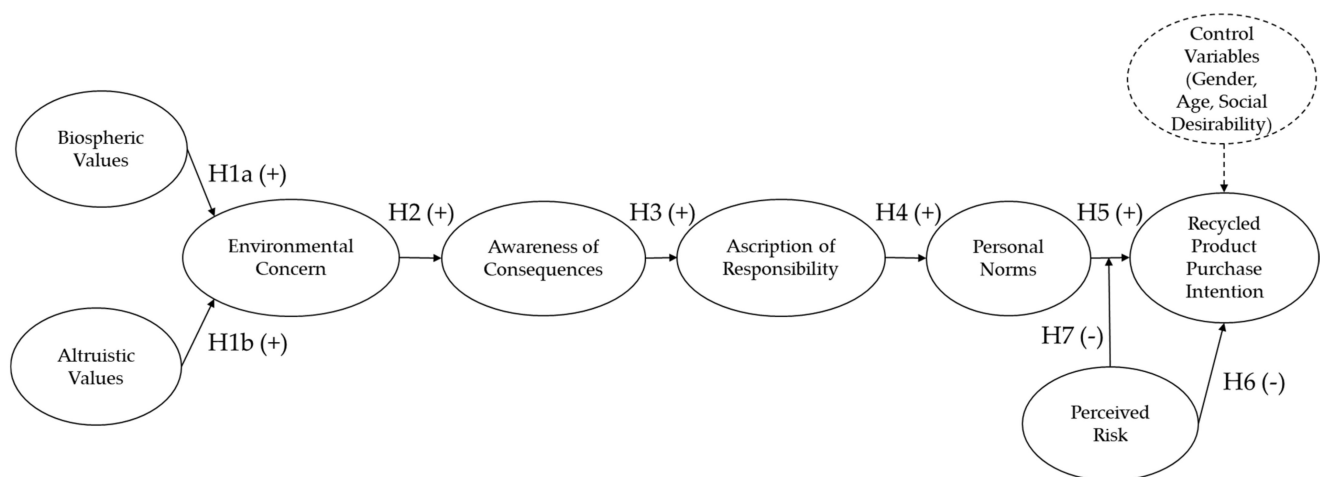 Control
Variables
(Gender,
Age, Social
Desirability)
Biospheric
Values
H1a (+)
H2 (+)
H3 (+)
H4 (+)
H5 (+)
Environmental
Concern
Awareness of
Consequences
Ascription of
Responsibility
Personal
Norms
Recycled
Product
Purchase
Intention
H1b (+)
H7 (-)
Altruistic
Values
H6 (-)
Perceived
Risk